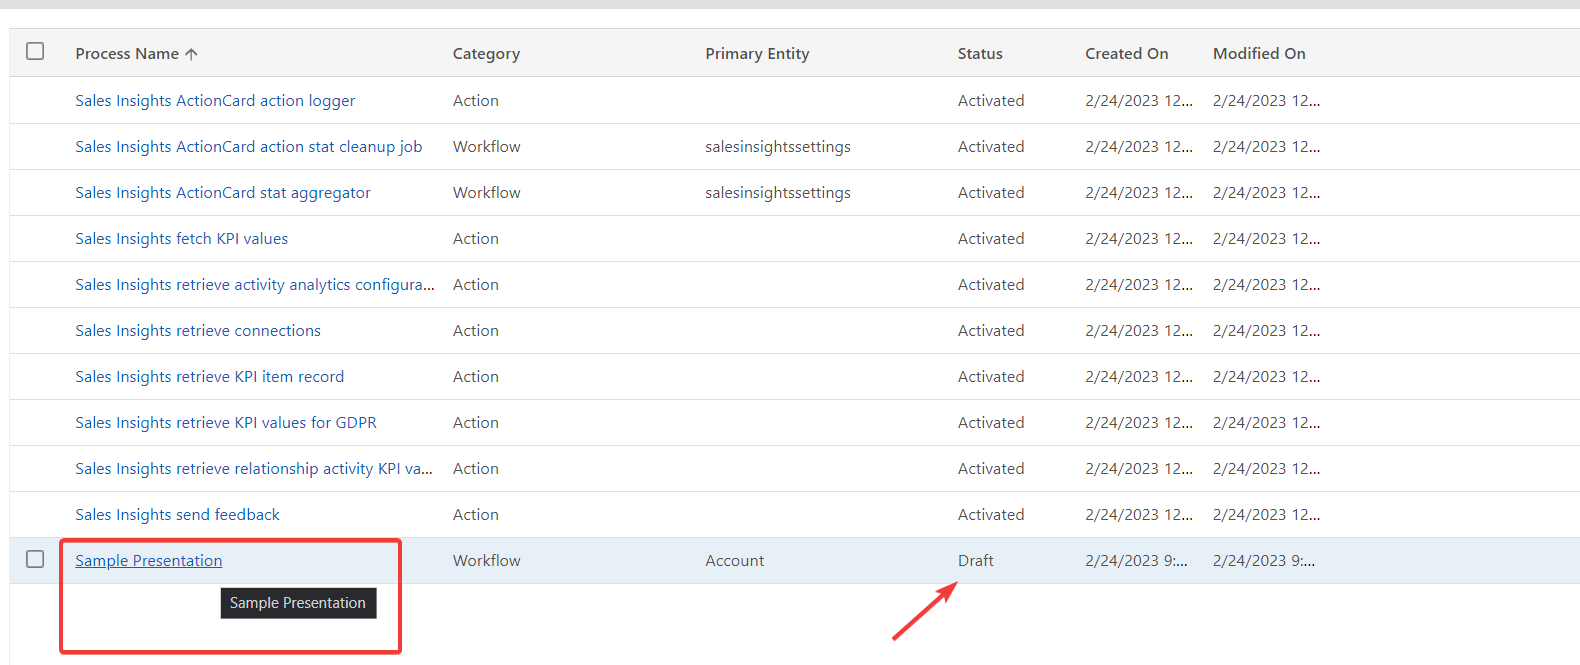 Process Name ↑ Category Primary Entity Status Created On Modified On
Sales Insights ActionCard action logger Action Activated 2/24/2023 12... 2/24/2023 12...
Sales Insights ActionCard action stat cleanup job Workflow salesinsightssettings Activated 2/24/2023 12... 2/24/2023 12...
Sales Insights ActionCard stat aggregator Workflow salesinsightssettings Activated 2/24/2023 12... 2/24/2023 12...
Sales Insights fetch KPI values Action Activated 2/24/2023 12... 2/24/2023 12...
Sales Insights retrieve activity analytics configura... Action Activated 2/24/2023 12... 2/24/2023 12...
Sales Insights retrieve connections Action Activated 2/24/2023 12... 2/24/2023 12...
Sales Insights retrieve KPI item record Action Activated 2/24/2023 12... 2/24/2023 12...
Sales Insights retrieve KPI values for GDPR Action Activated 2/24/2023 12... 2/24/2023 12...
Sales Insights retrieve relationship activity KPI va... Action Activated 2/24/2023 12... 2/24/2023 12...
Sales Insights send feedback Action Activated 2/24/2023 12... 2/24/2023 12...
Sample Presentation Workflow Account Draft 2/24/2023 9:... 2/24/2023 9:...
Sample Presentation